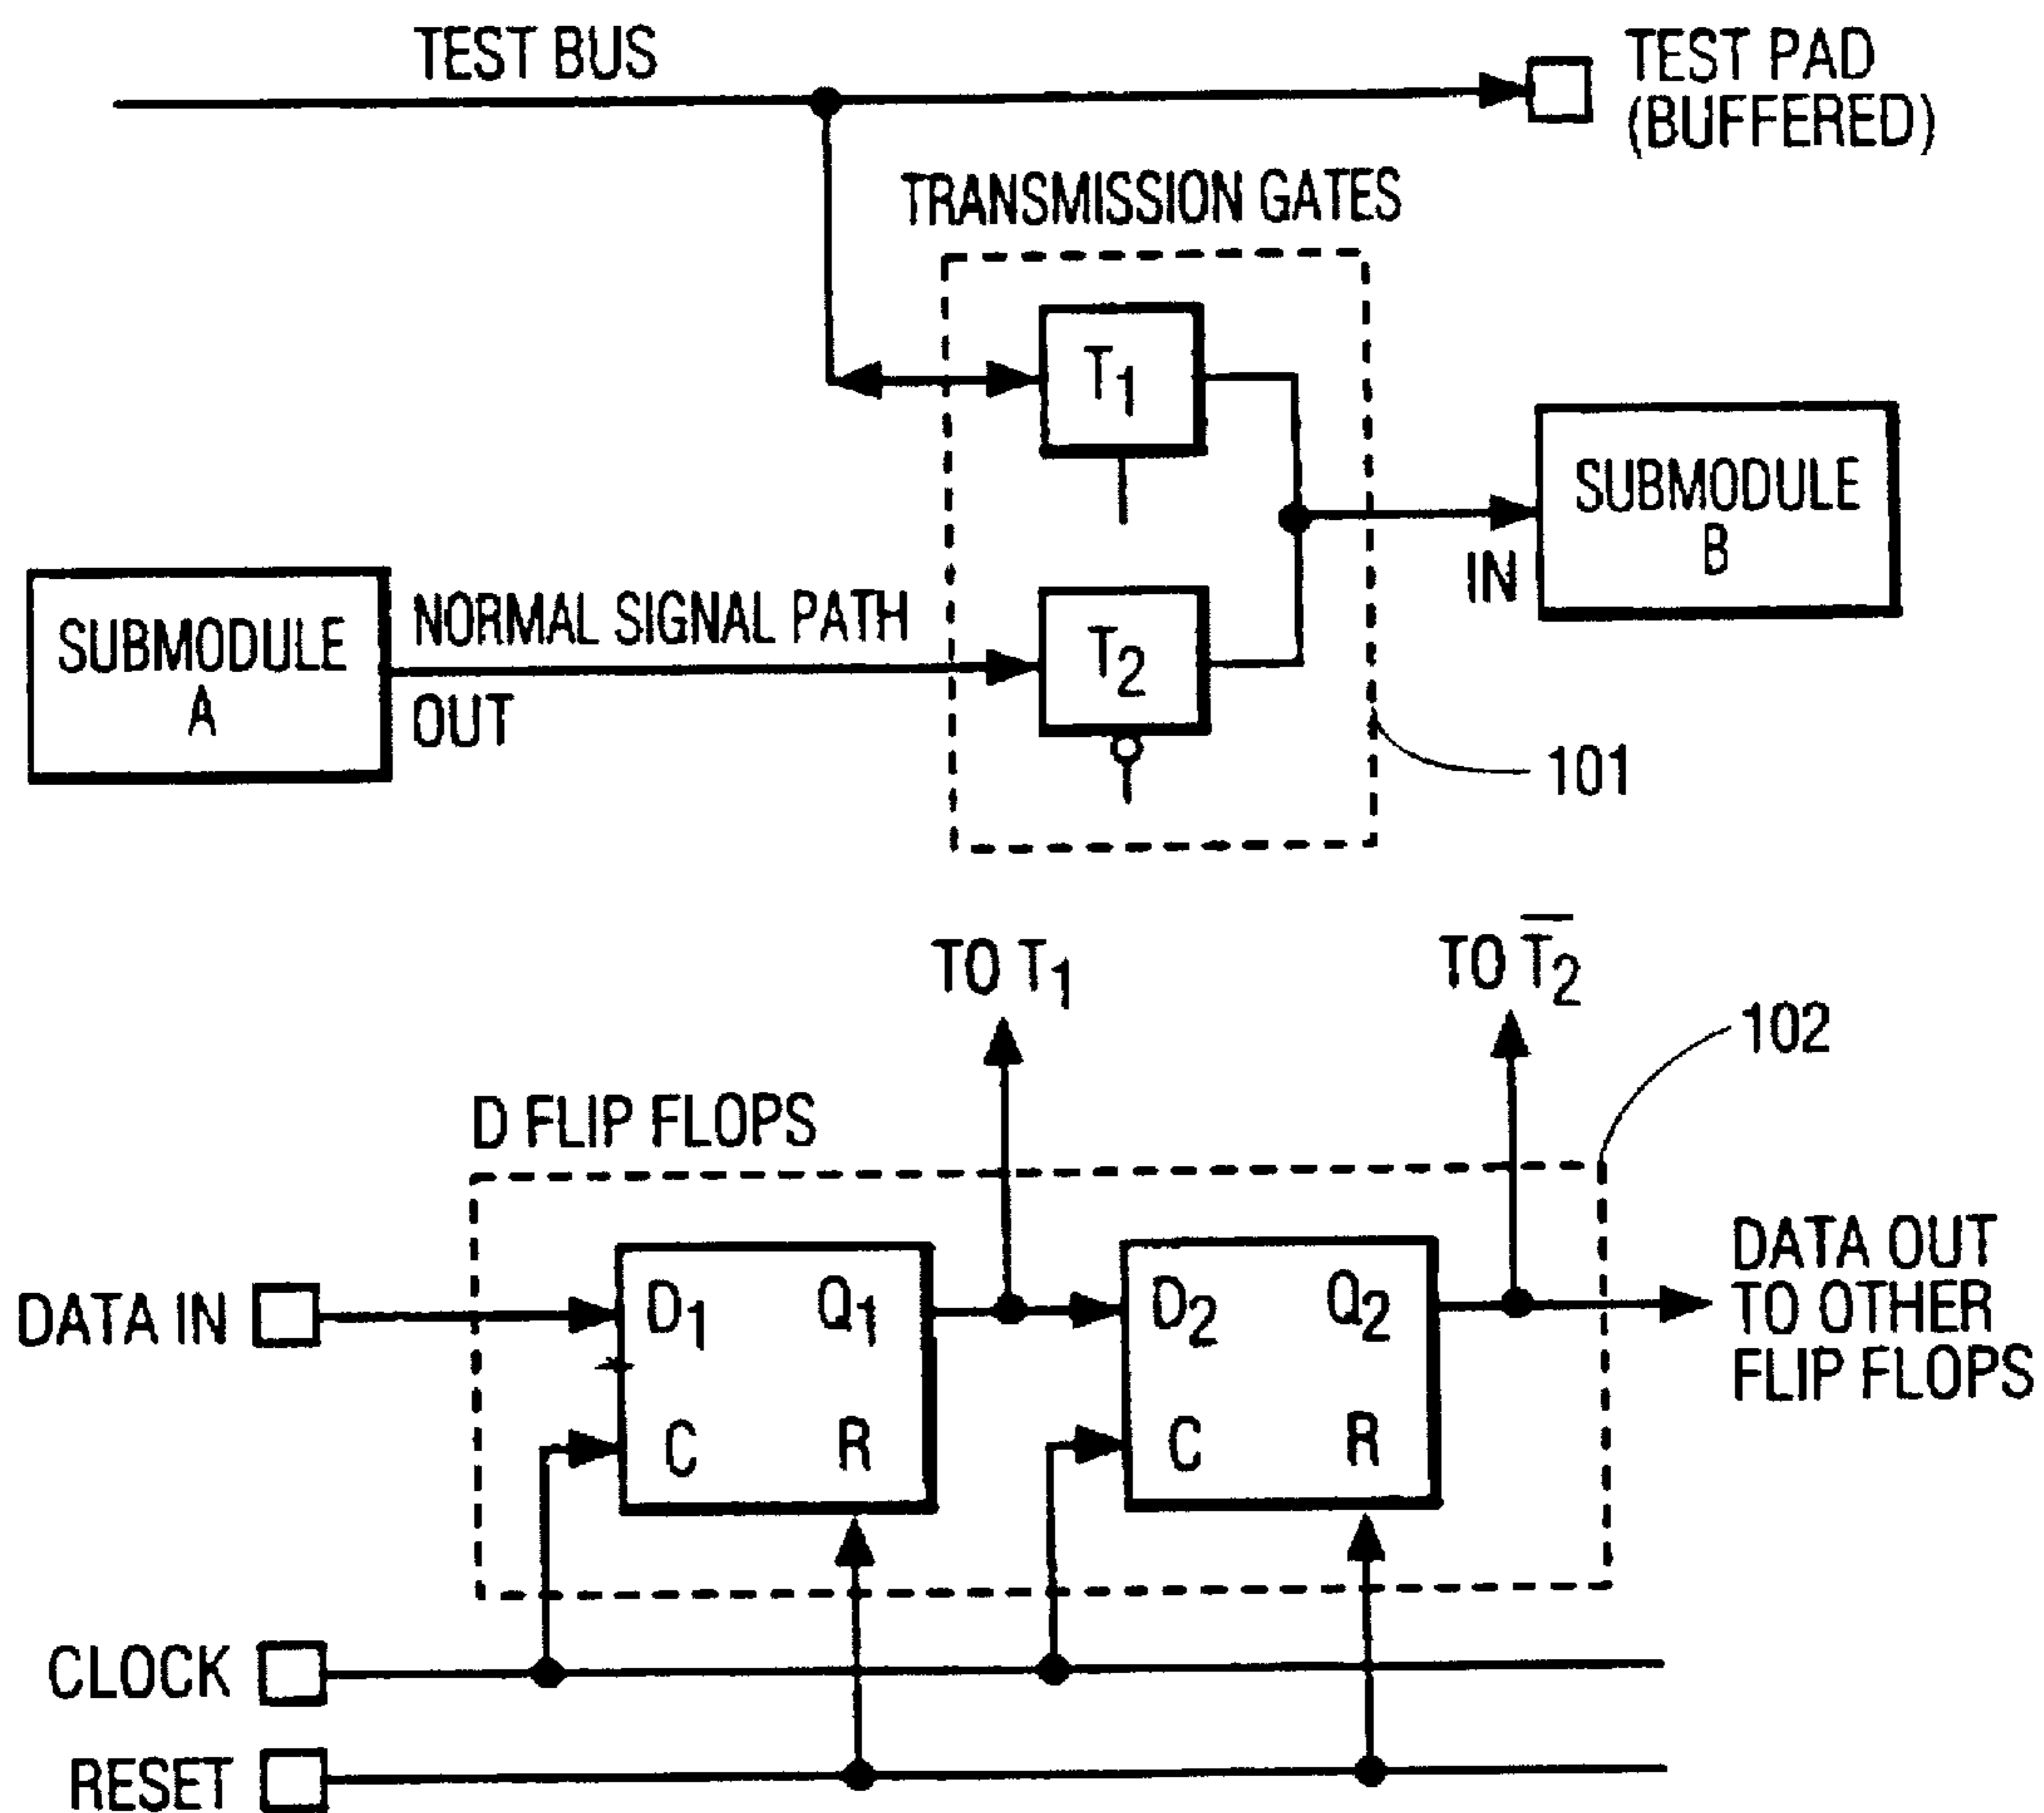 TEST BUS
TEST PAD
(BUFFERED)
TRANSMISSION GATES
T1
SUBMODULE
B
IN
NORMAL SIGNAL PATH
SUBMODULE
A
OUT
T2
101
TO T1
TO T̅2̅
102
D FLIP FLOPS
DATA IN
D1
Q1
C
R
D2
Q2
C
R
DATA OUT
TO OTHER
FLIP FLOPS
CLOCK
RESET